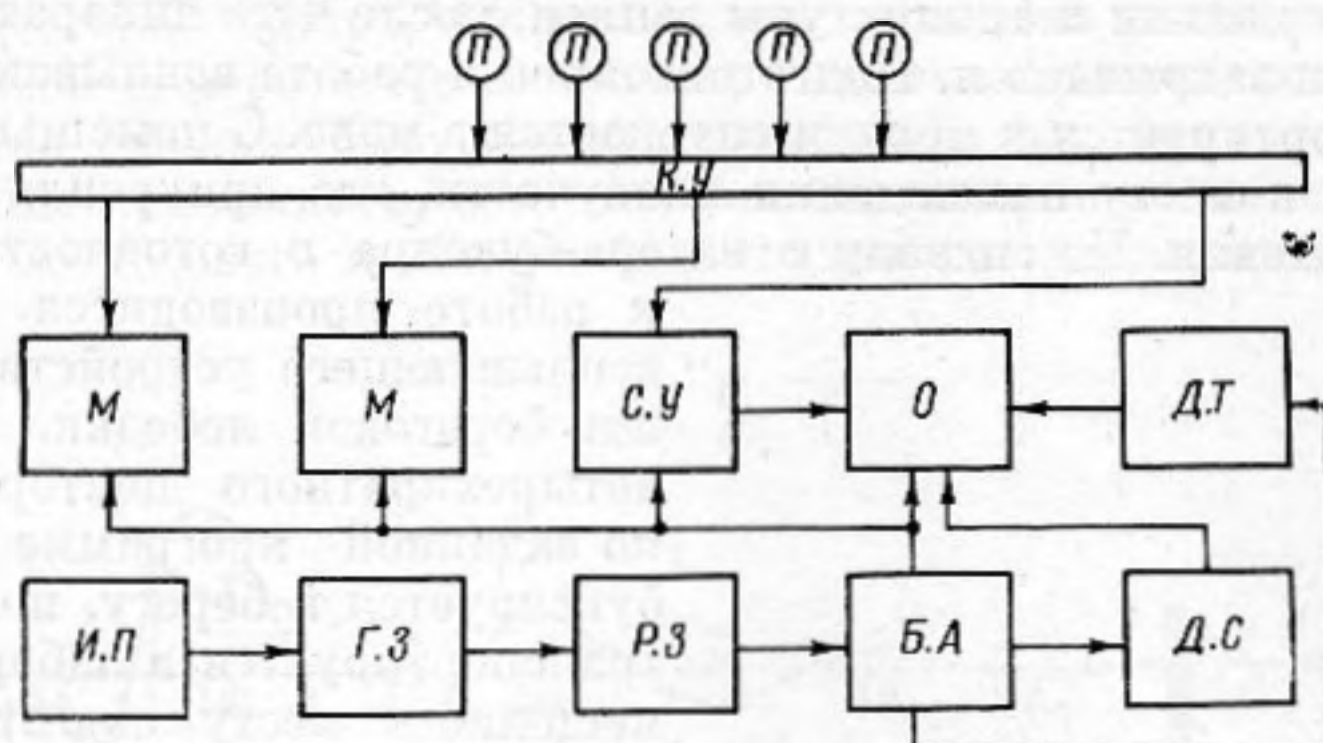 П П П П П
К.У
М М С.У О Д.Т
И.П Г.З Р.З Б.А Д.С